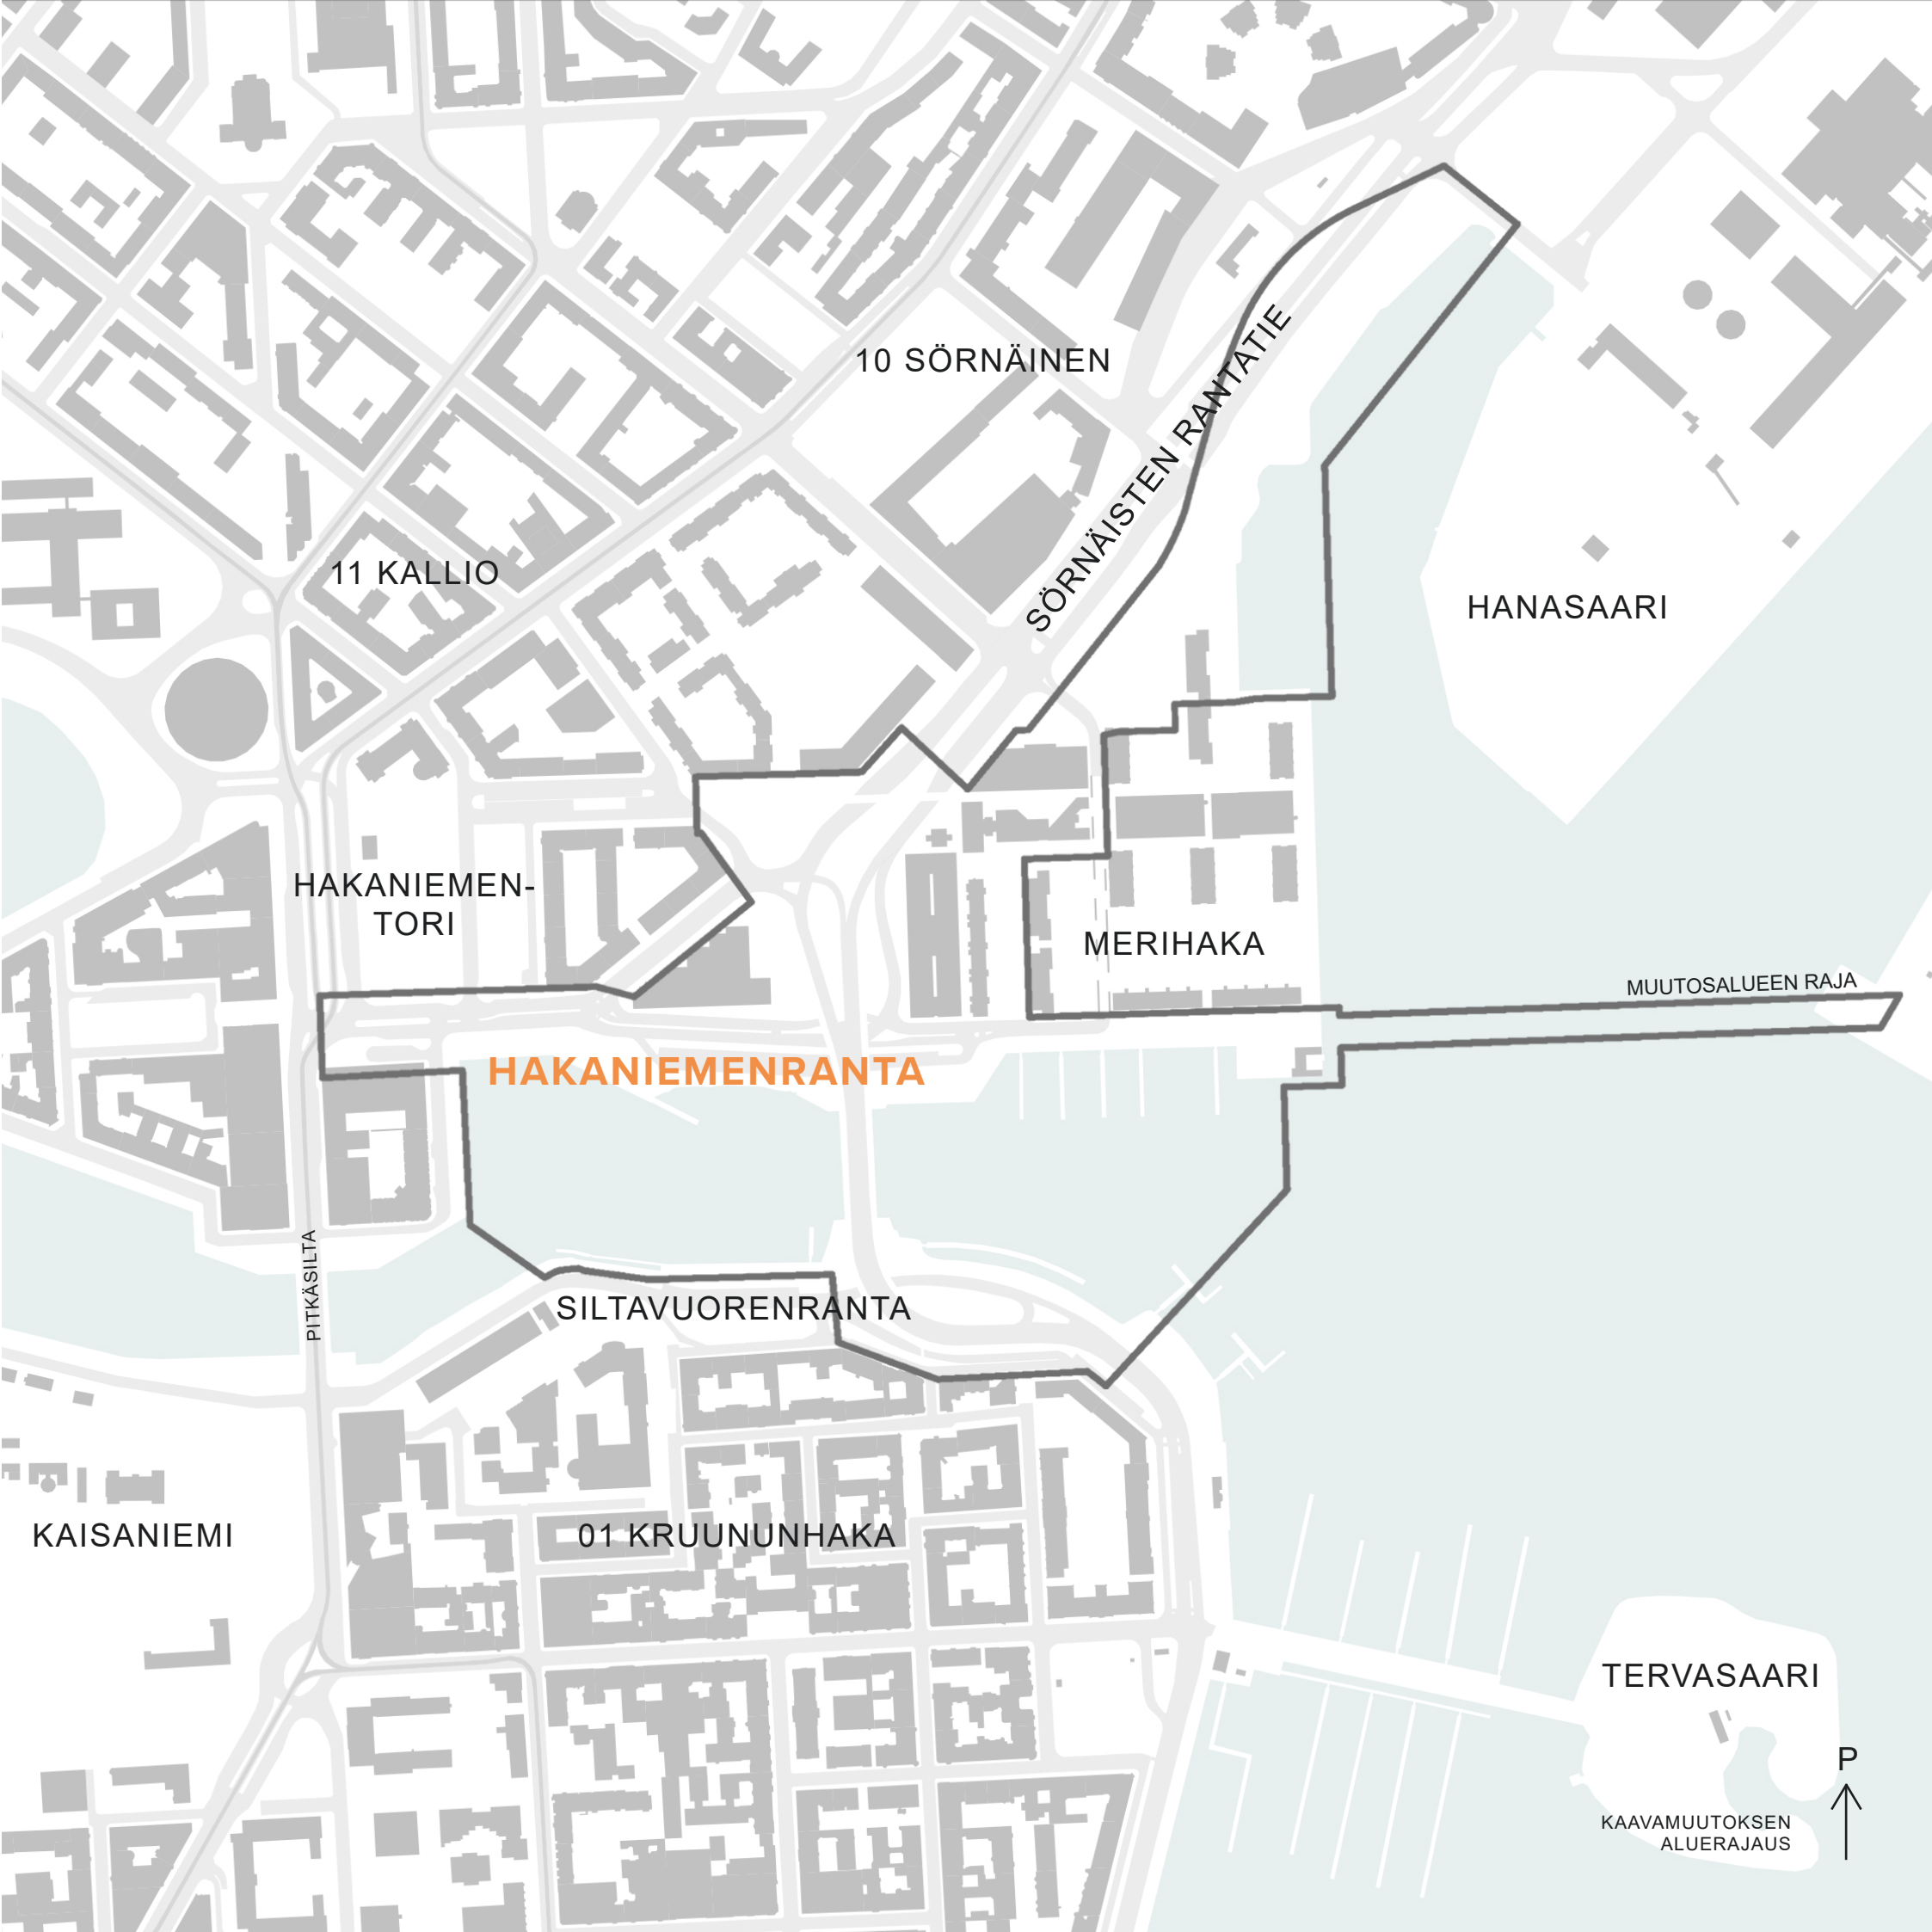 10 SÖRNÄINEN
SÖRNÄISTEN RANTATIE
11 KALLIO
HANASAARI
HAKANIEMEN-
TORI
MERIHAKA
MUUTOSALUEEN RAJA
HAKANIEMENRANTA
PITKÄSILTA
SILTAVUORENRANTA
KAISANIEMI
01 KRUUNUNHAKA
TERVASAARI
P
KAAVAMUUTOKSEN
ALUERAJAUS